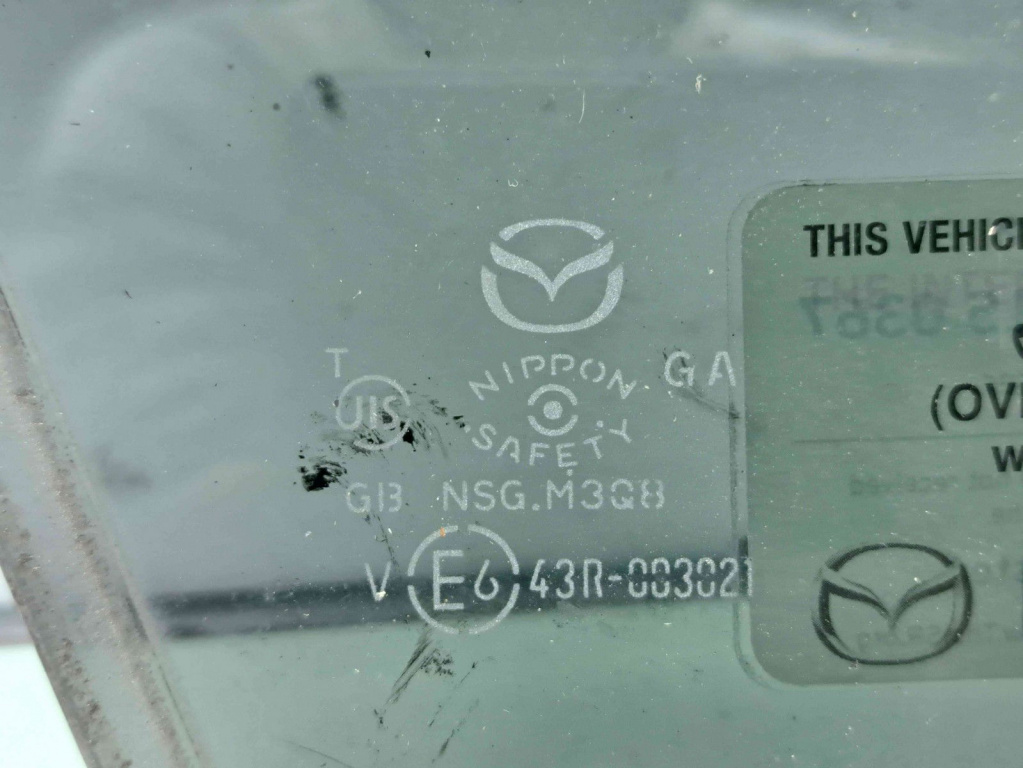 THIS VEHIC
T
NIPPON
GA
JIS
SAFETY
(OV
W
GB NSG.M3Q8
V E6 43R-003021